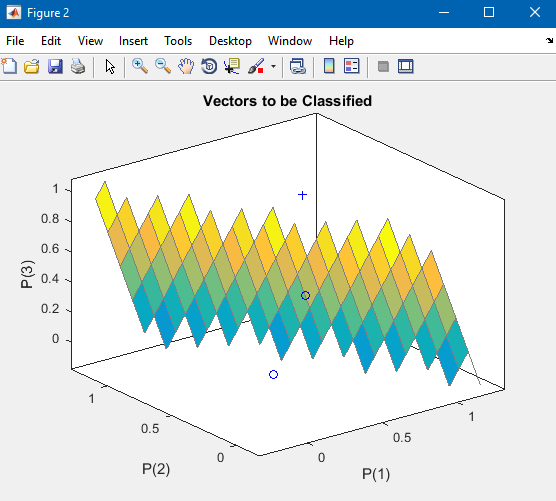 Figure 2
File Edit View Insert Tools Desktop Window Help
Vectors to be Classified
1
0.8
0.6
0.4
0.2
0
P(3)
1
0.5
0
P(2)
0
0.5
1
P(1)